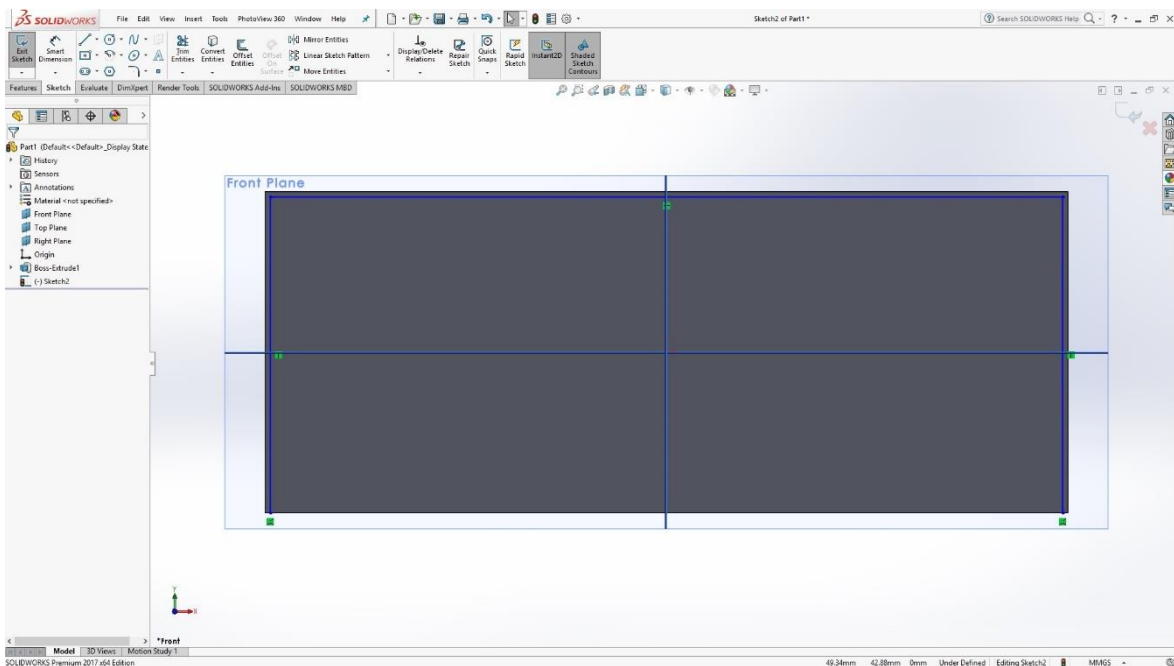 SOLIDWORKS File Edit View Insert Tools PhotoView 360 Window Help Sketch2 of Part1 * Search SOLIDWORKS Help
Exit Sketch
Smart Dimension
Trim Entities
Convert Entities
Offset Entities
Offset On Surface
Mirror Entities
Linear Sketch Pattern
Move Entities
Display/Delete Relations
Repair Sketch
Quick Snaps
Rapid Sketch
Instant2D
Shaded Sketch Contours
Features Sketch Evaluate DimXpert Render Tools SOLIDWORKS Add-Ins SOLIDWORKS MBD
Part1 (Default<<Default>_Display State
History
Sensors
Annotations
Material <not specified>
Front Plane
Top Plane
Right Plane
Origin
Boss-Extrude1
(-) Sketch2
Front Plane
Y
X
*Front
Model 3D Views Motion Study 1
SOLIDWORKS Premium 2017 x64 Edition 49.34mm 42.88mm 0mm Under Defined Editing Sketch2 MMGS